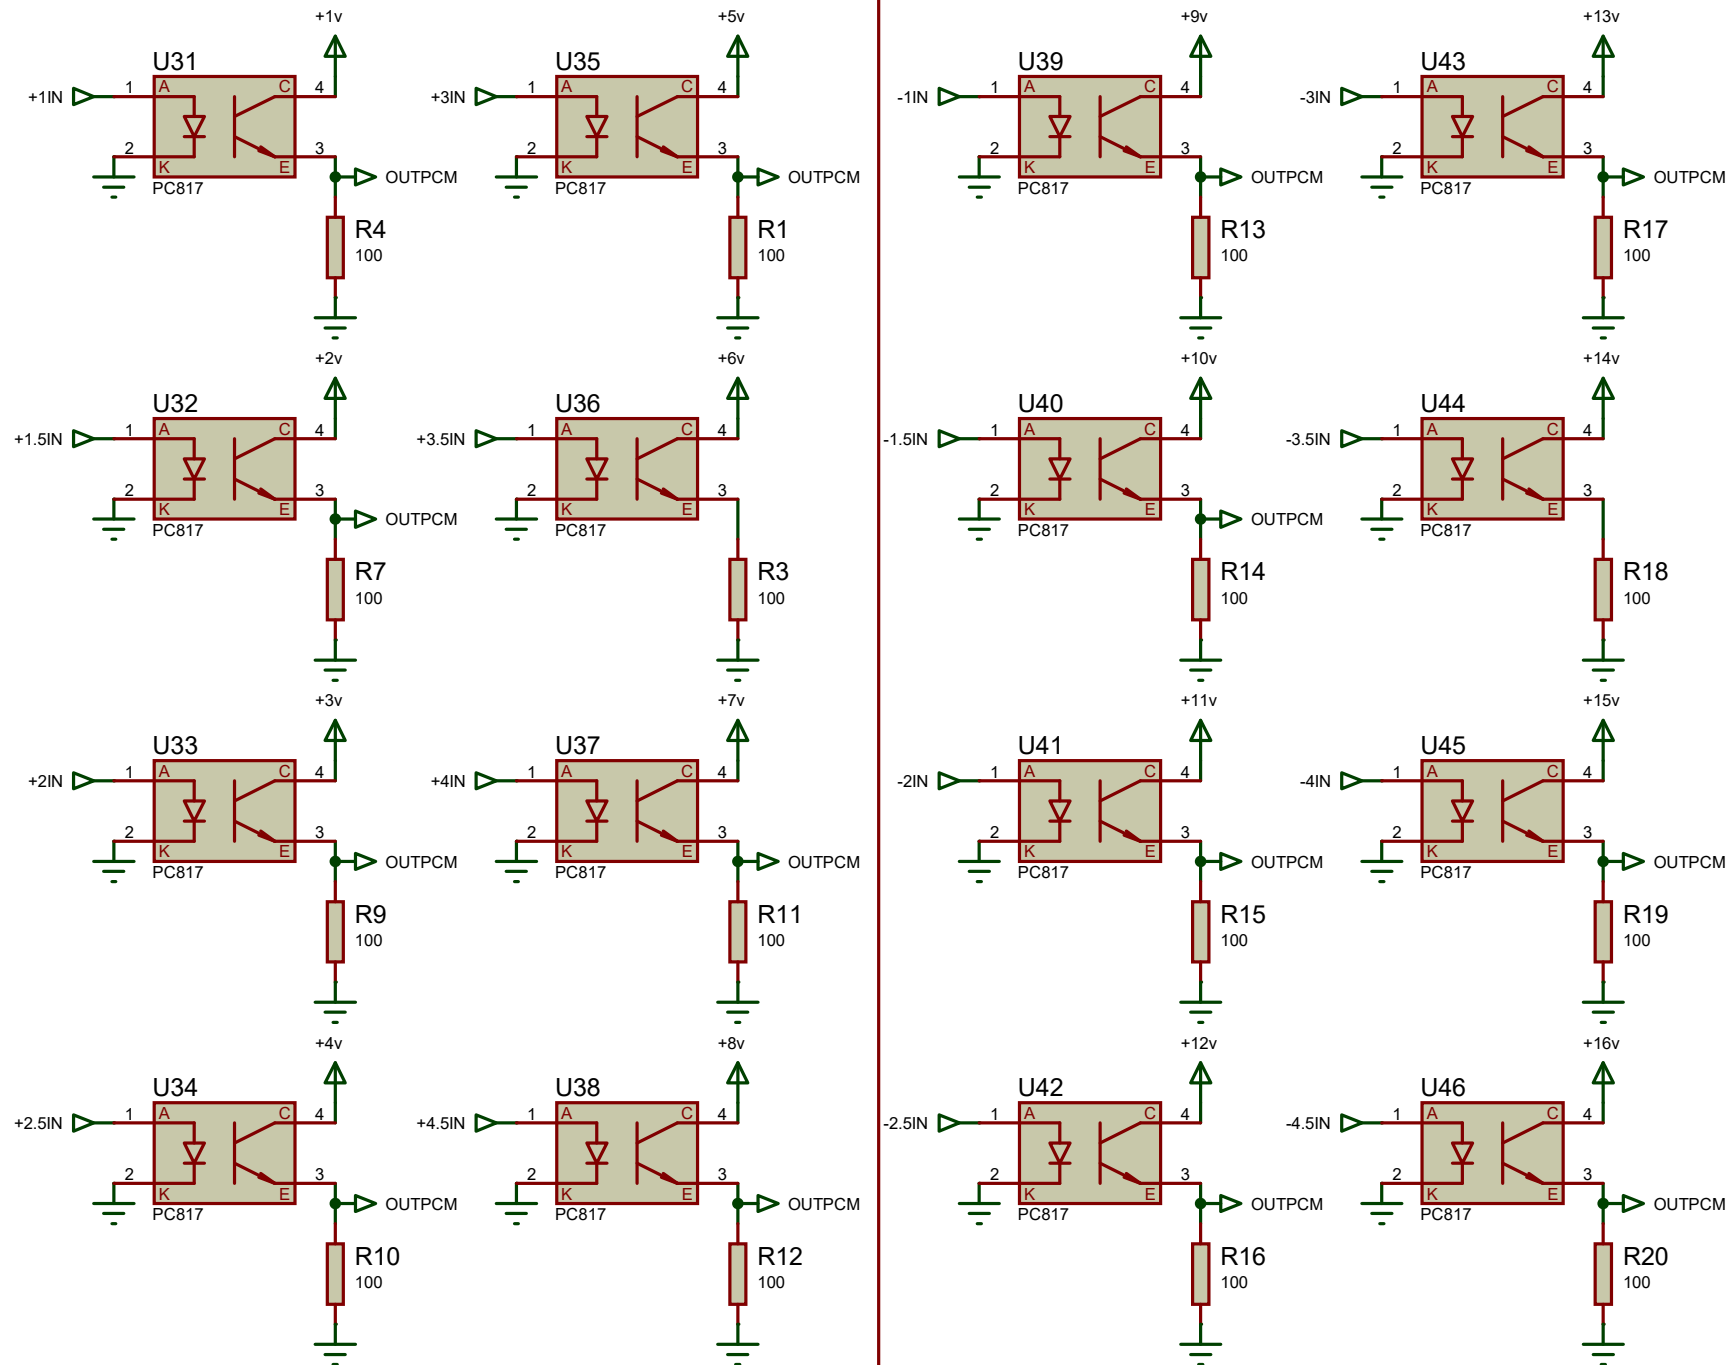 +1v
U31
+1IN
1
A
C
4
2
K
E
3
PC817
OUTPCM
R4
100
+5v
U35
+3IN
1
A
C
4
2
K
E
3
PC817
OUTPCM
R1
100
+9v
U39
-1IN
1
A
C
4
2
K
E
3
PC817
OUTPCM
R13
100
+13v
U43
-3IN
1
A
C
4
2
K
E
3
PC817
OUTPCM
R17
100
+2v
U32
+1.5IN
1
A
C
4
2
K
E
3
PC817
OUTPCM
R7
100
+6v
U36
+3.5IN
1
A
C
4
2
K
E
3
PC817
R3
100
+10v
U40
-1.5IN
1
A
C
4
2
K
E
3
PC817
OUTPCM
R14
100
+14v
U44
-3.5IN
1
A
C
4
2
K
E
3
PC817
R18
100
+3v
U33
+2IN
1
A
C
4
2
K
E
3
PC817
OUTPCM
R9
100
+7v
U37
+4IN
1
A
C
4
2
K
E
3
PC817
OUTPCM
R11
100
+11v
U41
-2IN
1
A
C
4
2
K
E
3
PC817
OUTPCM
R15
100
+15v
U45
-4IN
1
A
C
4
2
K
E
3
PC817
OUTPCM
R19
100
+4v
U34
+2.5IN
1
A
C
4
2
K
E
3
PC817
OUTPCM
R10
100
+8v
U38
+4.5IN
1
A
C
4
2
K
E
3
PC817
OUTPCM
R12
100
+12v
U42
-2.5IN
1
A
C
4
2
K
E
3
PC817
OUTPCM
R16
100
+16v
U46
-4.5IN
1
A
C
4
2
K
E
3
PC817
OUTPCM
R20
100